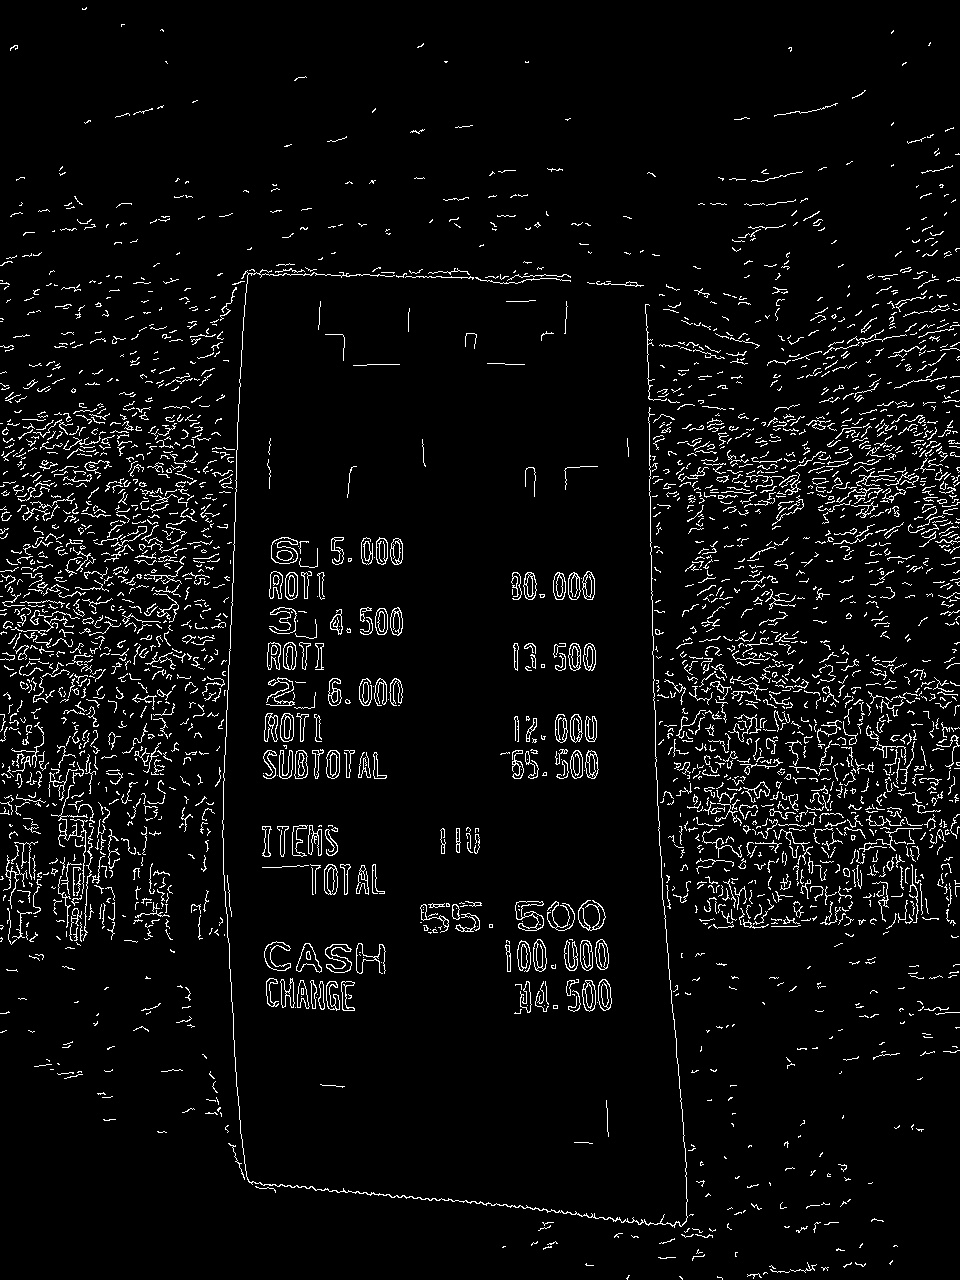 6 5.000
ROTI 30.000
3 4.500
ROTI 13.500
2 6.000
ROTI 12.000
SUBTOTAL 55.500
ITEMS
TOTAL
55.500
CASH 100.000
CHANGE 44.500